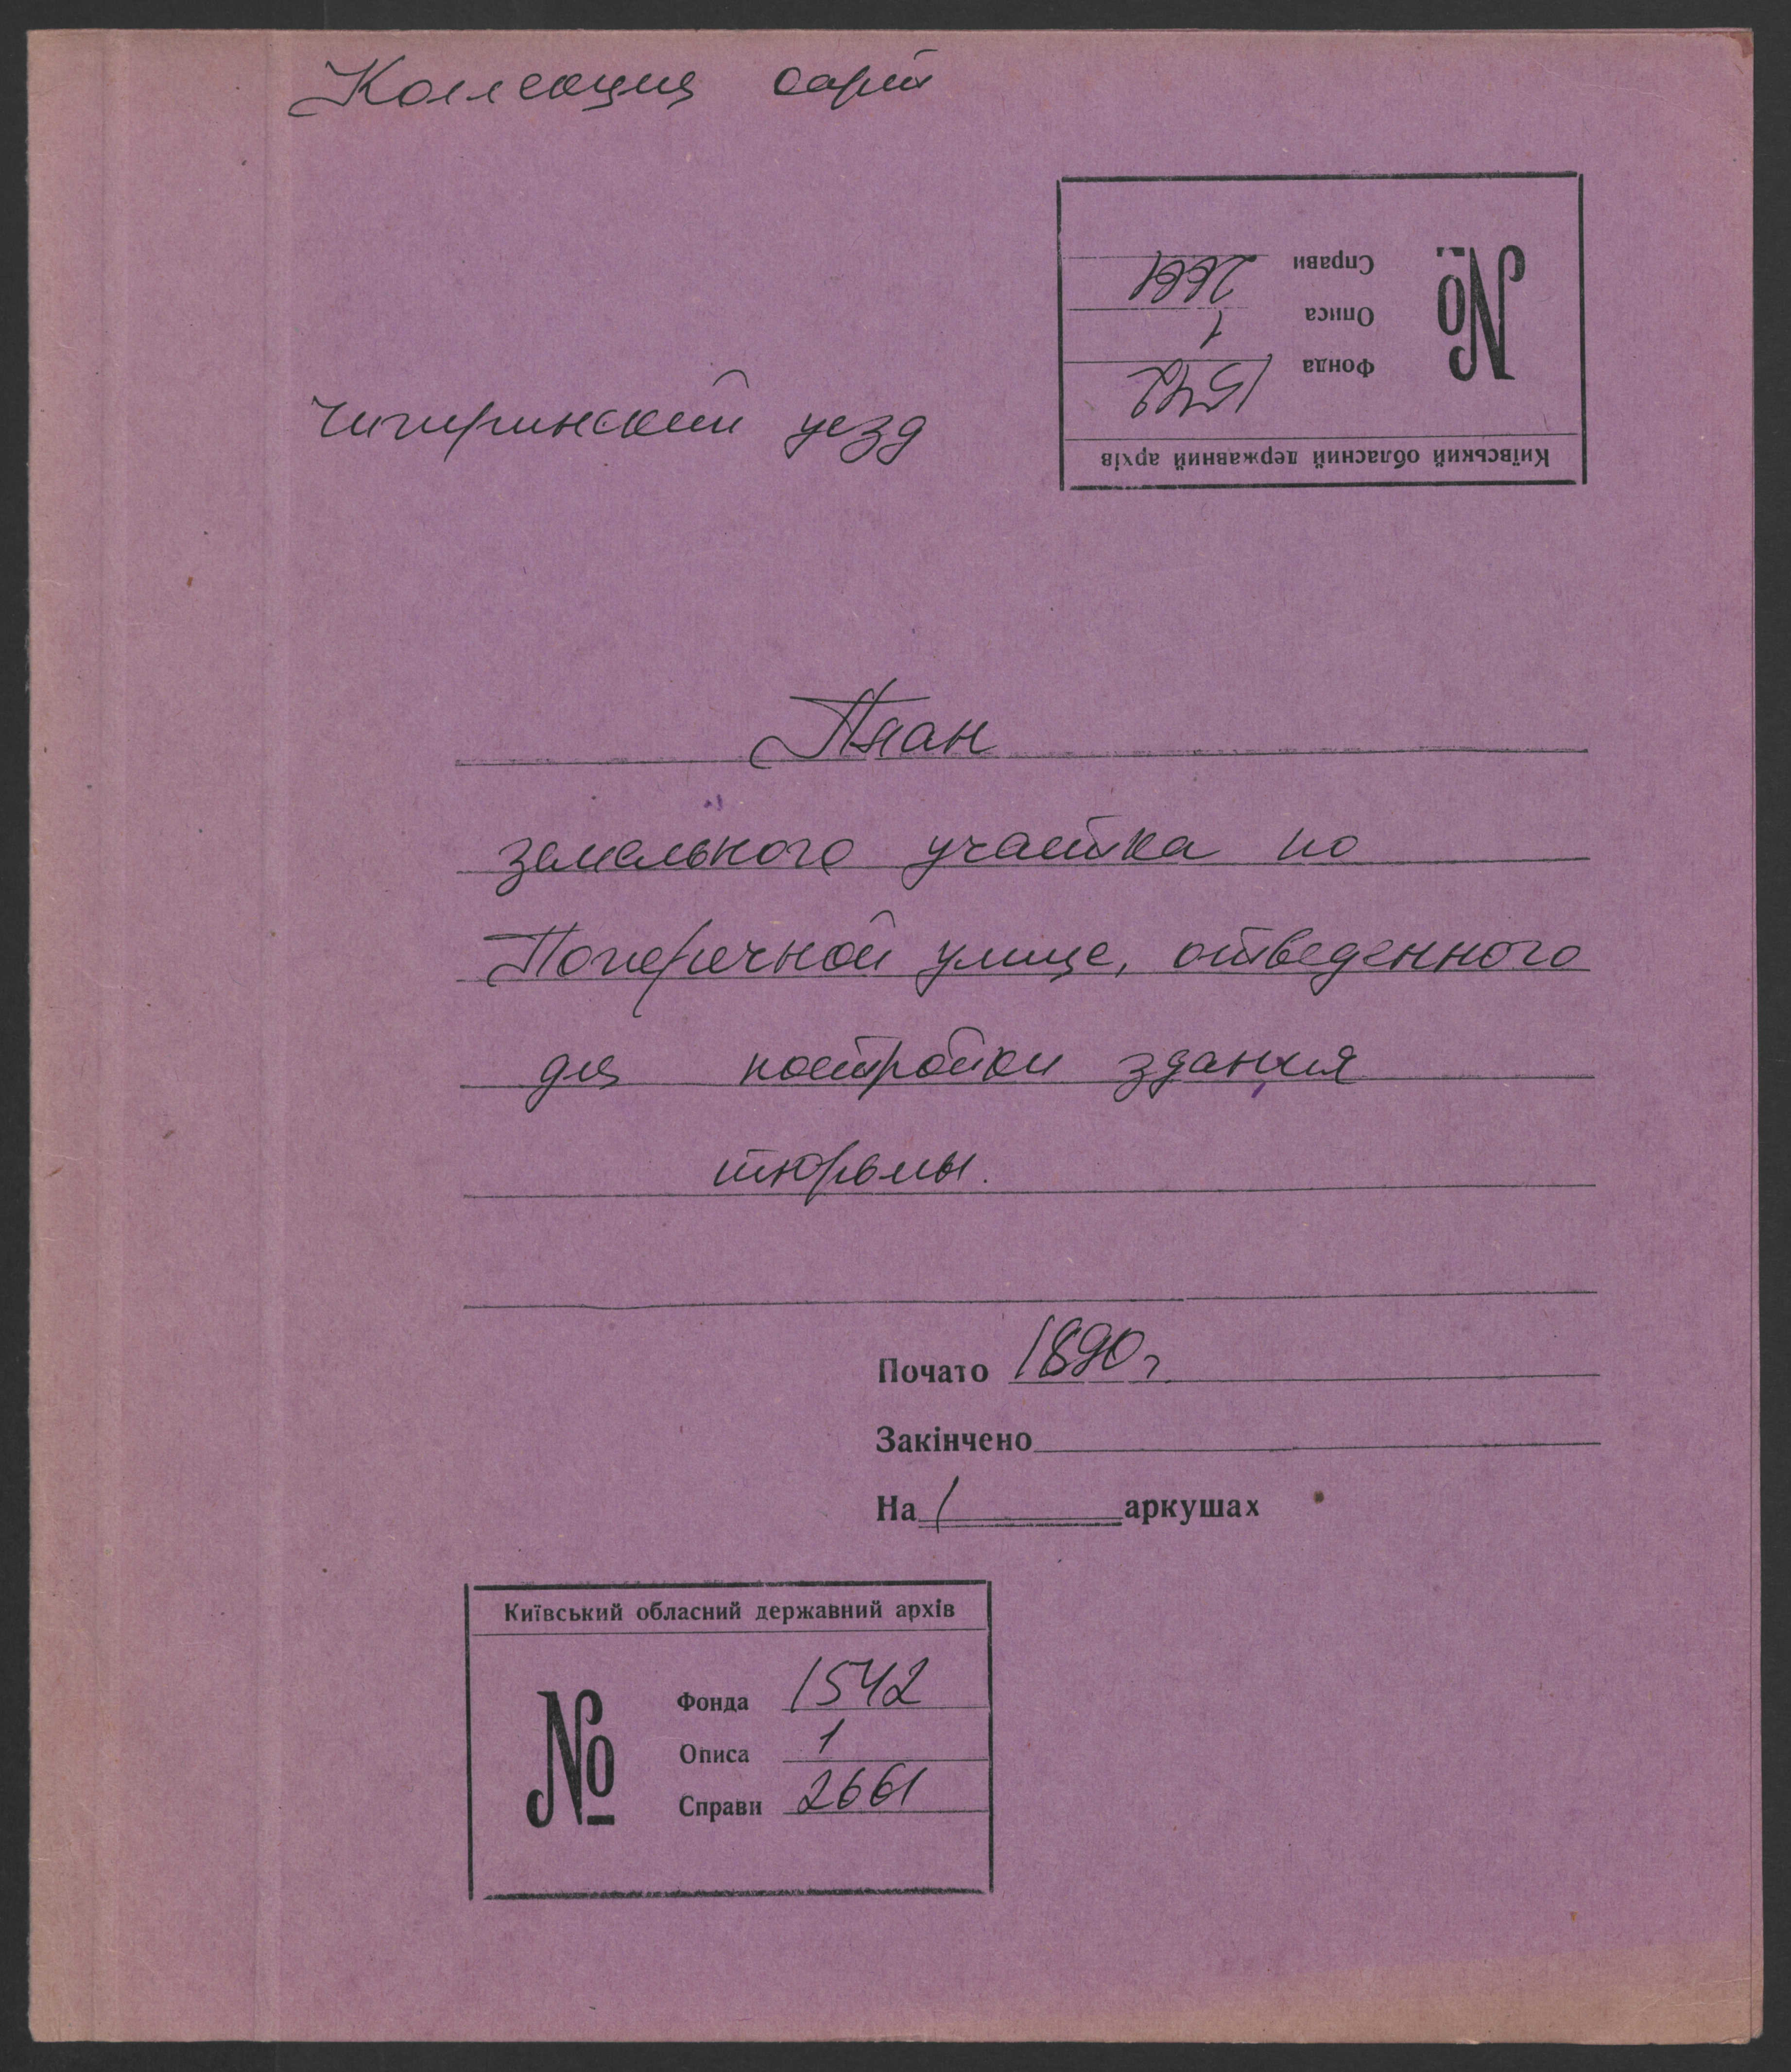 Коллекция карт
Київський обласний державний архів
№
Фонда 1542
Описа 1
Справи 2661
Чигиринский уезд
План
земельного участка по
Поперечной улице, отведенного
для постройки здания
тюрьмы.
Почато 1890 г
Закінчено
На 1 аркушах
Київський обласний державний архів
№
Фонда 1542
Описа 1
Справи 2661